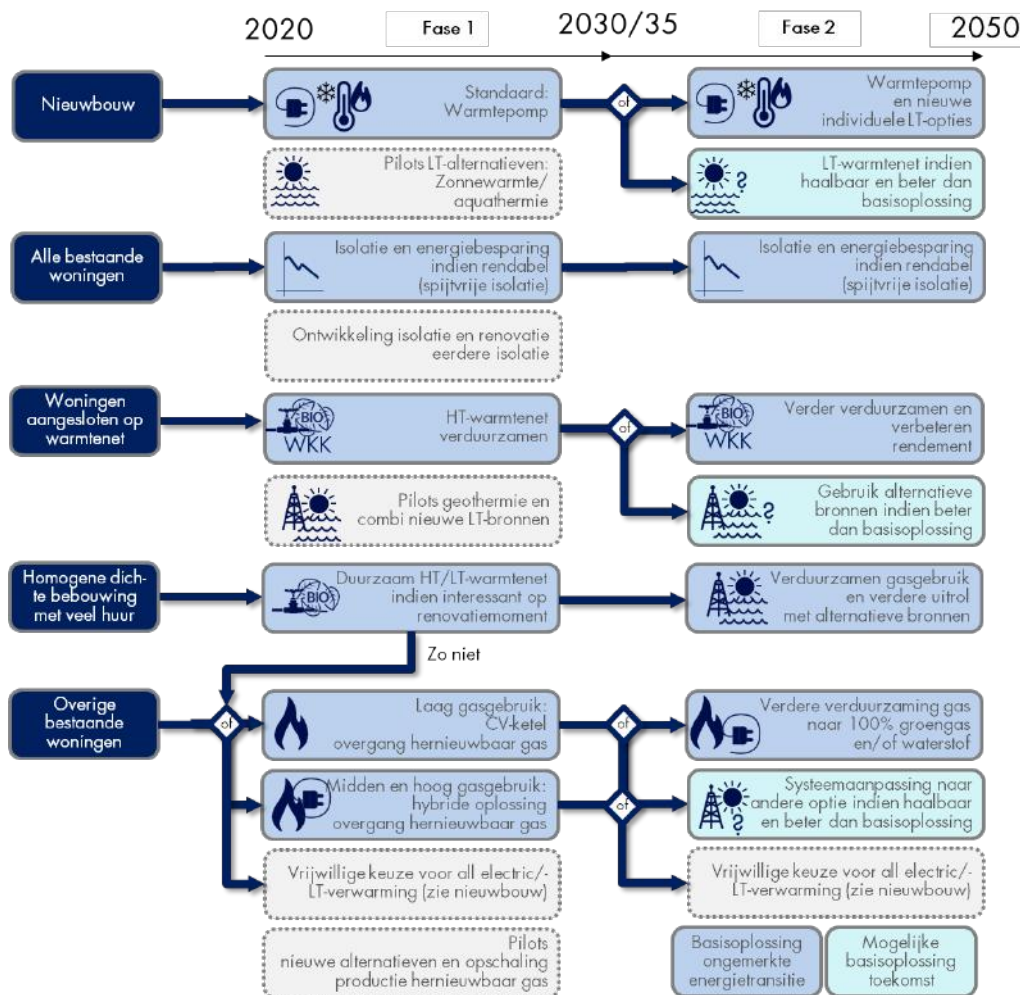 2020
Fase 1
2030/35
Fase 2
2050
Nieuwbouw
Standaard:
Warmtepomp
of
Warmtepomp
en nieuwe
individuele LT-opties
Pilots LT-alternatieven:
Zonnewarmte/
aquathermie
?
LT-warmtenet indien
haalbaar en beter dan
basisoplossing
Alle bestaande
woningen
Isolatie en energiebesparing
indien rendabel
(spijtvrije isolatie)
Isolatie en energiebesparing
indien rendabel
(spijtvrije isolatie)
Ontwikkeling isolatie en renovatie
eerdere isolatie
Woningen
aangesloten op
warmtenet
BIO
WKK
HT-warmtenet
verduurzamen
of
BIO
WKK
Verder verduurzamen en
verbeteren
rendement
Pilots geothermie en
combi nieuwe LT-bronnen
?
Gebruik alternatieve
bronnen indien beter
dan basisoplossing
Homogene dich-
te bebouwing
met veel huur
BIO
Duurzaam HT/LT-warmtenet
indien interessant op
renovatiemoment
Verduurzamen gasgebruik
en verdere uitrol
met alternatieve bronnen
Zo niet
Overige
bestaande
woningen
of
Laag gasgebruik:
CV-ketel
overgang hernieuwbaar gas
of
Verdere verduurzaming gas
naar 100% groengas
en/of waterstof
Midden en hoog gasgebruik:
hybride oplossing
overgang hernieuwbaar gas
of
?
Systeemaanpassing naar
andere optie indien haalbaar
en beter dan basisoplossing
Vrijwillige keuze voor all electric/-
LT-verwarming (zie nieuwbouw)
Vrijwillige keuze voor all electric/-
LT-verwarming (zie nieuwbouw)
Pilots
nieuwe alternatieven en opschaling
productie hernieuwbaar gas
Basisoplossing
ongemerkte
energietransitie
Mogelijke
basisoplossing
toekomst